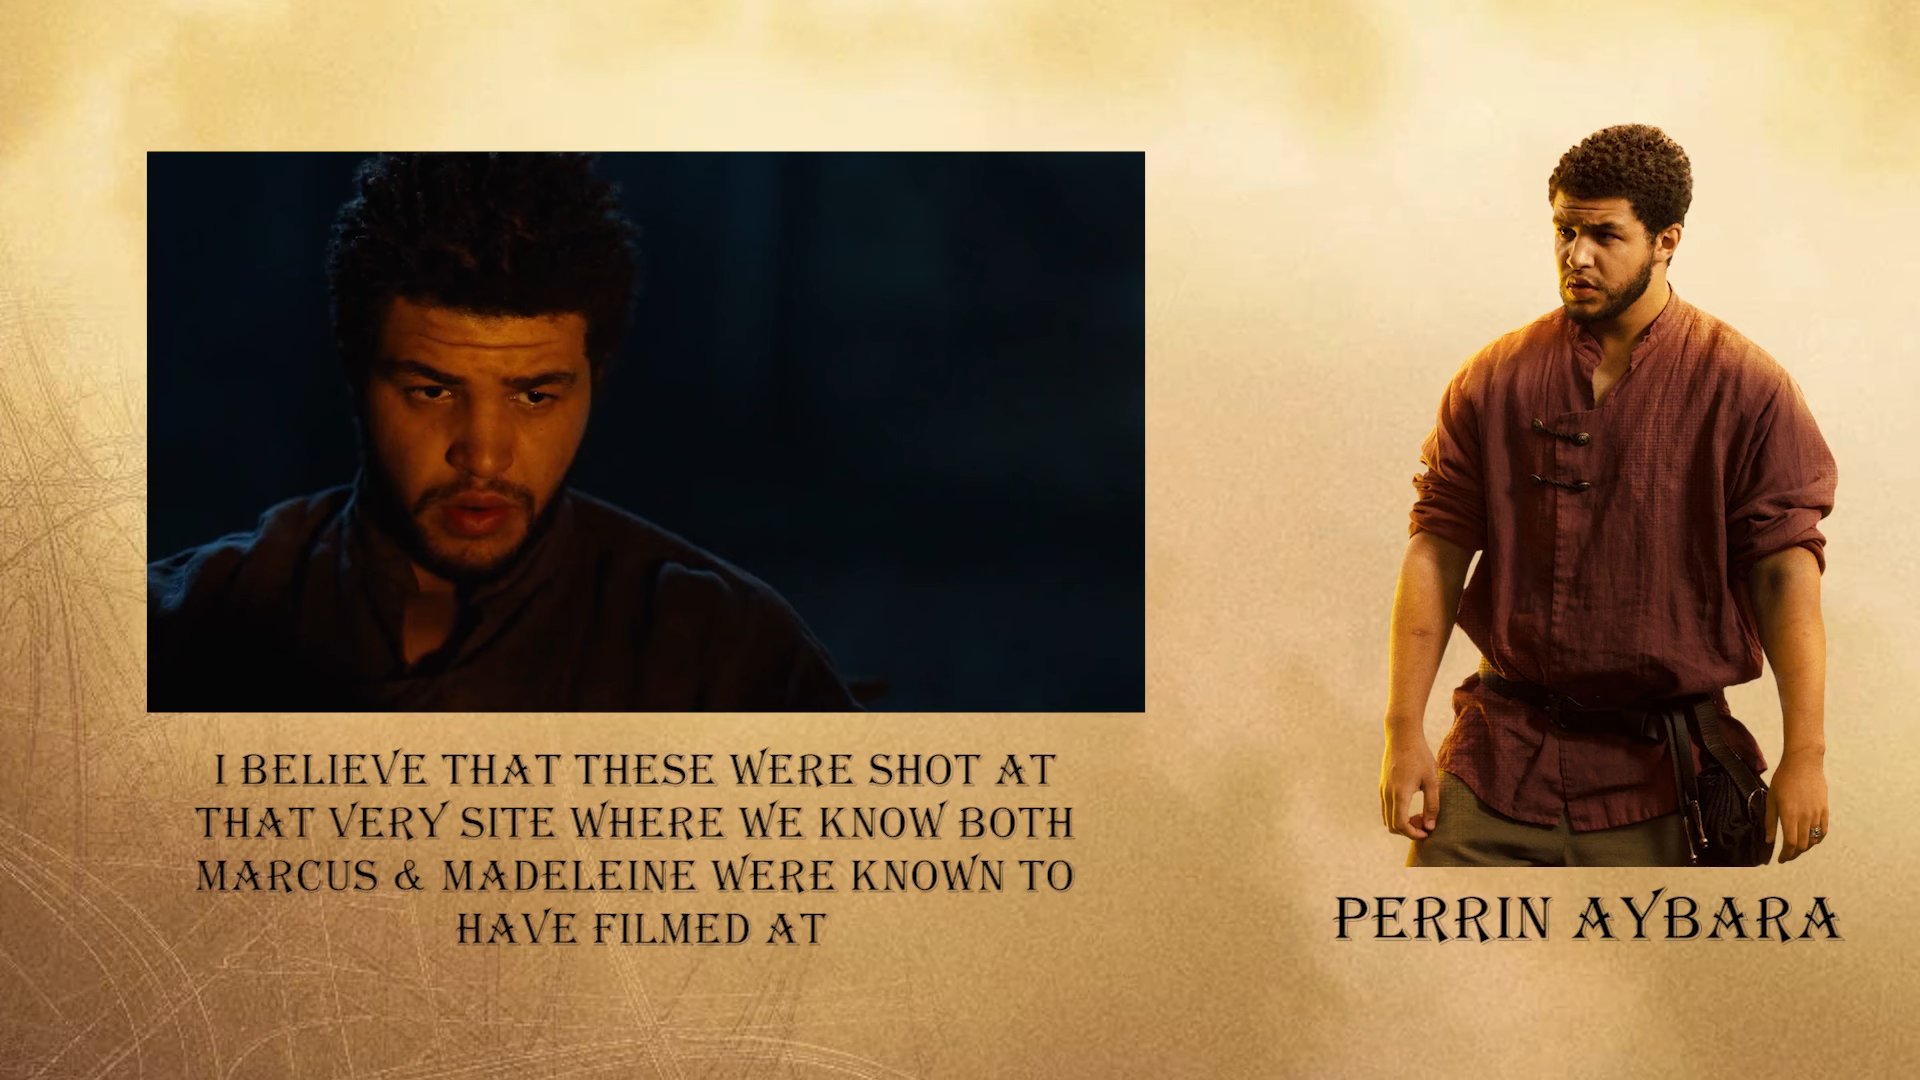 I BELIEVE THAT THESE WERE SHOT AT
THAT VERY SITE WHERE WE KNOW BOTH
MARCUS & MADELEINE WERE KNOWN TO
HAVE FILMED AT
PERRIN AYBARA